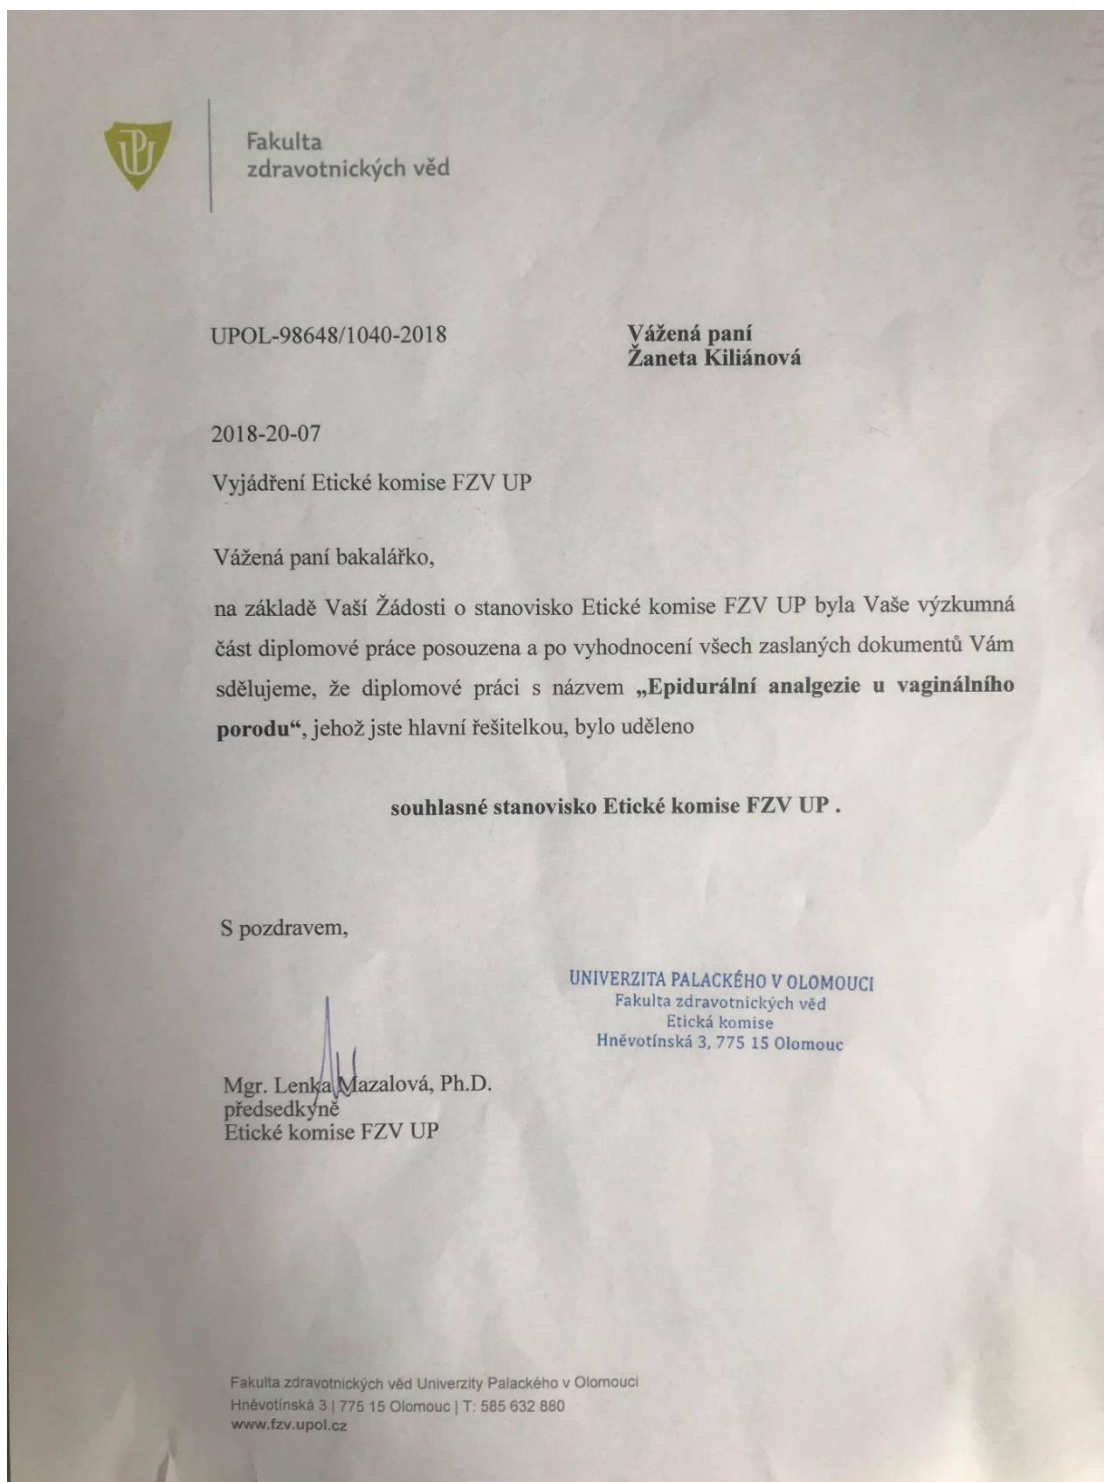 UP
Fakulta
zdravotnických věd
UPOL-98648/1040-2018
Vážená paní
Žaneta Kiliánová
2018-20-07
Vyjádření Etické komise FZV UP
Vážená paní bakalářko,
na základě Vaší Žádosti o stanovisko Etické komise FZV UP byla Vaše výzkumná
část diplomové práce posouzena a po vyhodnocení všech zaslaných dokumentů Vám
sdělujeme, že diplomové práci s názvem „Epidurální analgezie u vaginálního
porodu“, jehož jste hlavní řešitelkou, bylo uděleno
souhlasné stanovisko Etické komise FZV UP .
S pozdravem,
UNIVERZITA PALACKÉHO V OLOMOUCI
Fakulta zdravotnických věd
Etická komise
Hněvotínská 3, 775 15 Olomouc
Mgr. Lenka Mazalová, Ph.D.
předsedkyně
Etické komise FZV UP
Fakulta zdravotnických věd Univerzity Palackého v Olomouci
Hněvotínská 3 | 775 15 Olomouc | T: 585 632 880
www.fzv.upol.cz